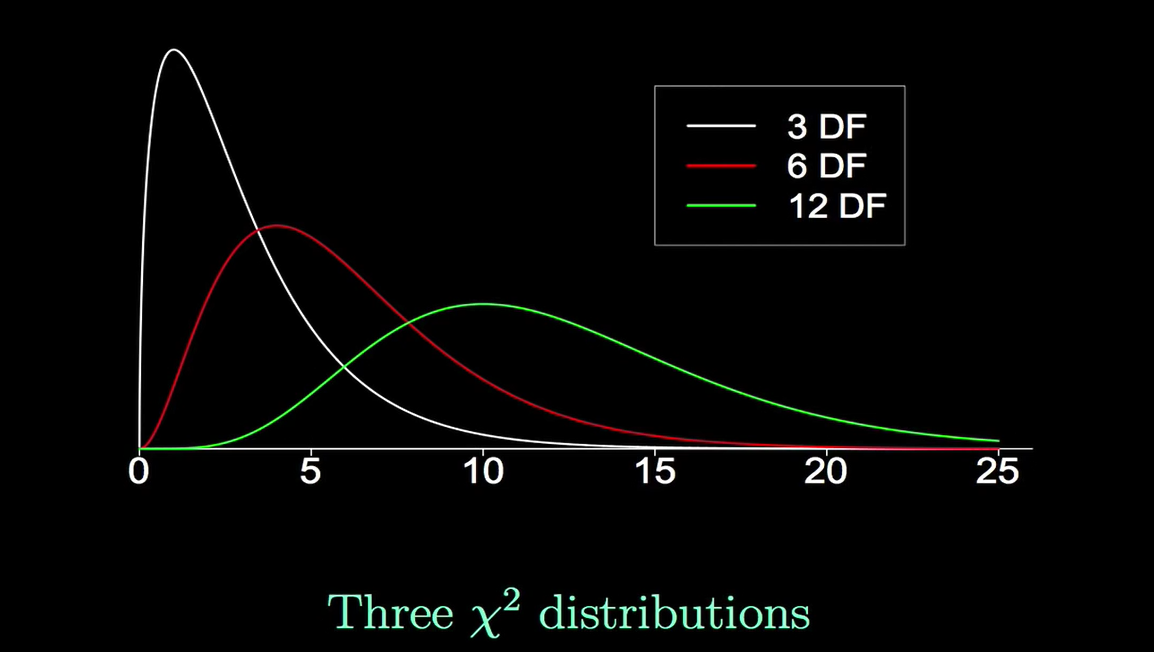 3 DF
6 DF
12 DF
0 5 10 15 20 25
Three χ² distributions